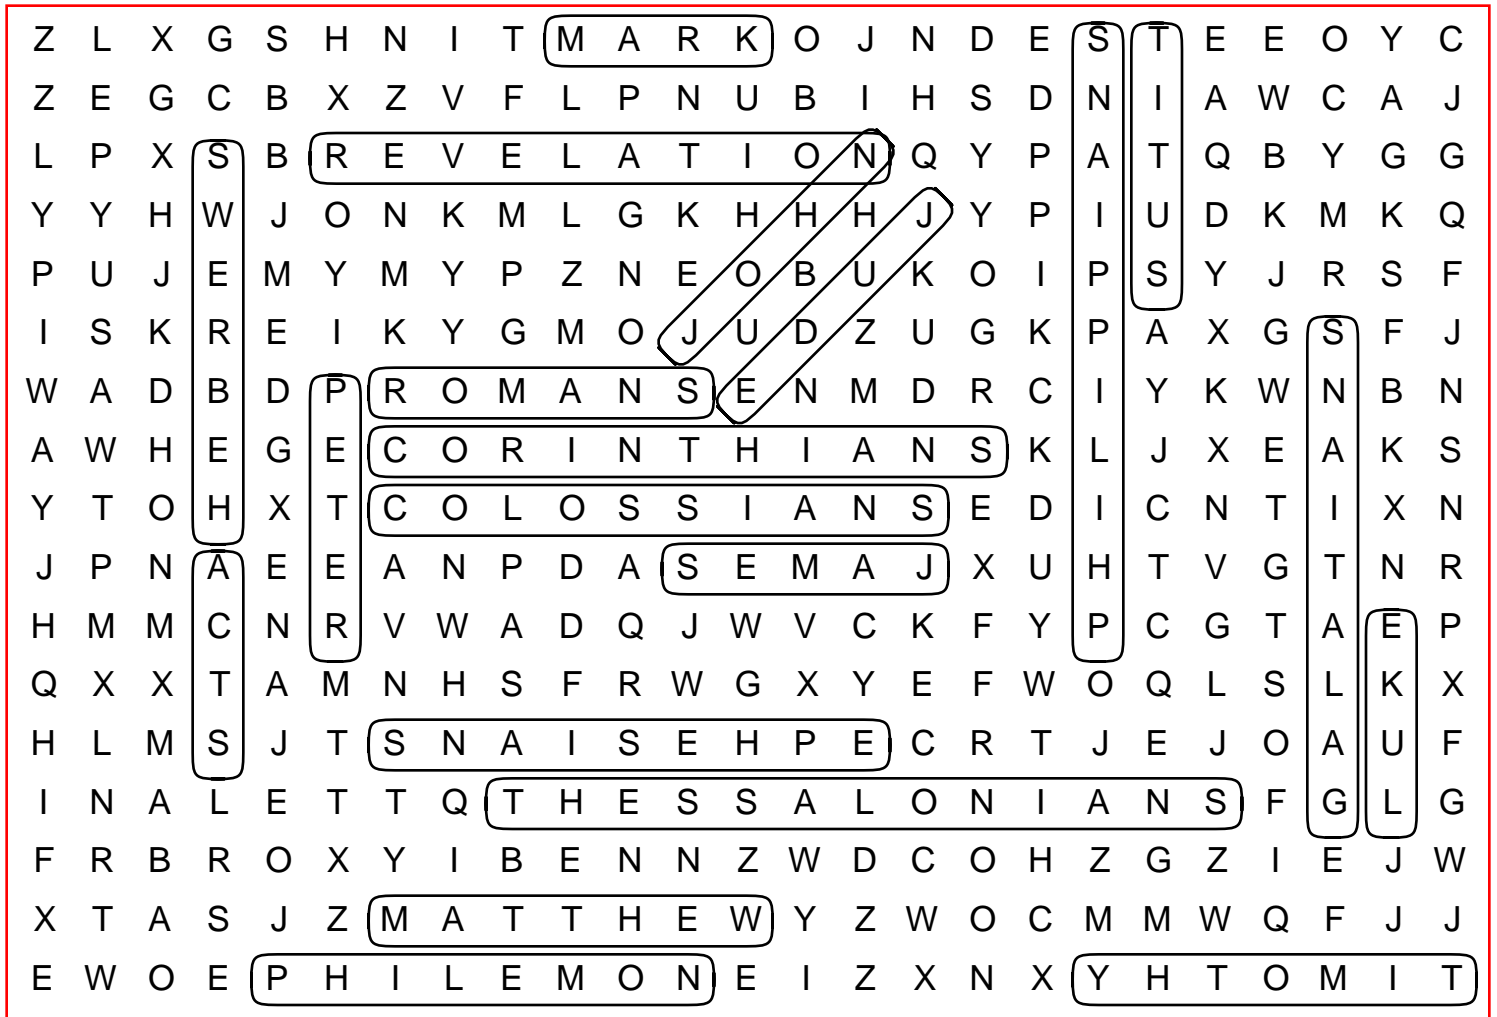 Z L X G S H N I T M A R K O J N D E S T E E O Y C
Z E G C B X Z V F L P N U B I H S D N I A W C A J
L P X S B R E V E L A T I O N Q Y P A T Q B Y G G
Y Y H W J O N K M L G K H H H J Y P I U D K M K Q
P U J E M Y M Y P Z N E O B U K O I P S Y J R S F
I S K R E I K Y G M O J U D Z U G K P A X G S F J
W A D B D P R O M A N S E N M D R C I Y K W N B N
A W H E G E C O R I N T H I A N S K L J X E A K S
Y T O H X T C O L O S S I A N S E D I C N T I X N
J P N A E E A N P D A S E M A J X U H T V G T N R
H M M C N R V W A D Q J W V C K F Y P C G T A E P
Q X X T A M N H S F R W G X Y E F W O Q L S L K X
H L M S J T S N A I S E H P E C R T J E J O A U F
I N A L E T T Q T H E S S A L O N I A N S F G L G
F R B R O X Y I B E N N Z W D C O H Z G Z I E J W
X T A S J Z M A T T H E W Y Z W O C M M W Q F J J
E W O E P H I L E M O N E I Z X N X Y H T O M I T